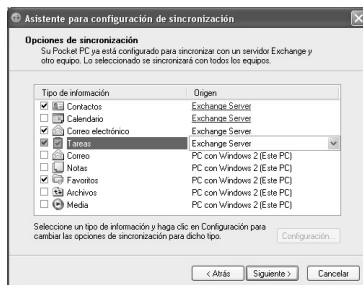 Asistente para configuración de sincronización
Opciones de sincronización
Su Pocket PC ya está configurado para sincronizar con un servidor Exchange y
otro equipo. Lo seleccionado se sincronizará con todos los equipos.
Tipo de información Origen
Contactos Exchange Server
Calendario Exchange Server
Correo electrónico Exchange Server
Tareas Exchange Server
Correo PC con Windows 2 (Este PC)
Notas PC con Windows 2 (Este PC)
Favoritos PC con Windows 2 (Este PC)
Archivos PC con Windows 2 (Este PC)
Media PC con Windows 2 (Este PC)
Seleccione un tipo de información y haga clic en Configuración para
cambiar las opciones de sincronización para dicho tipo.
Configuración...
< Atrás Siguiente > Cancelar